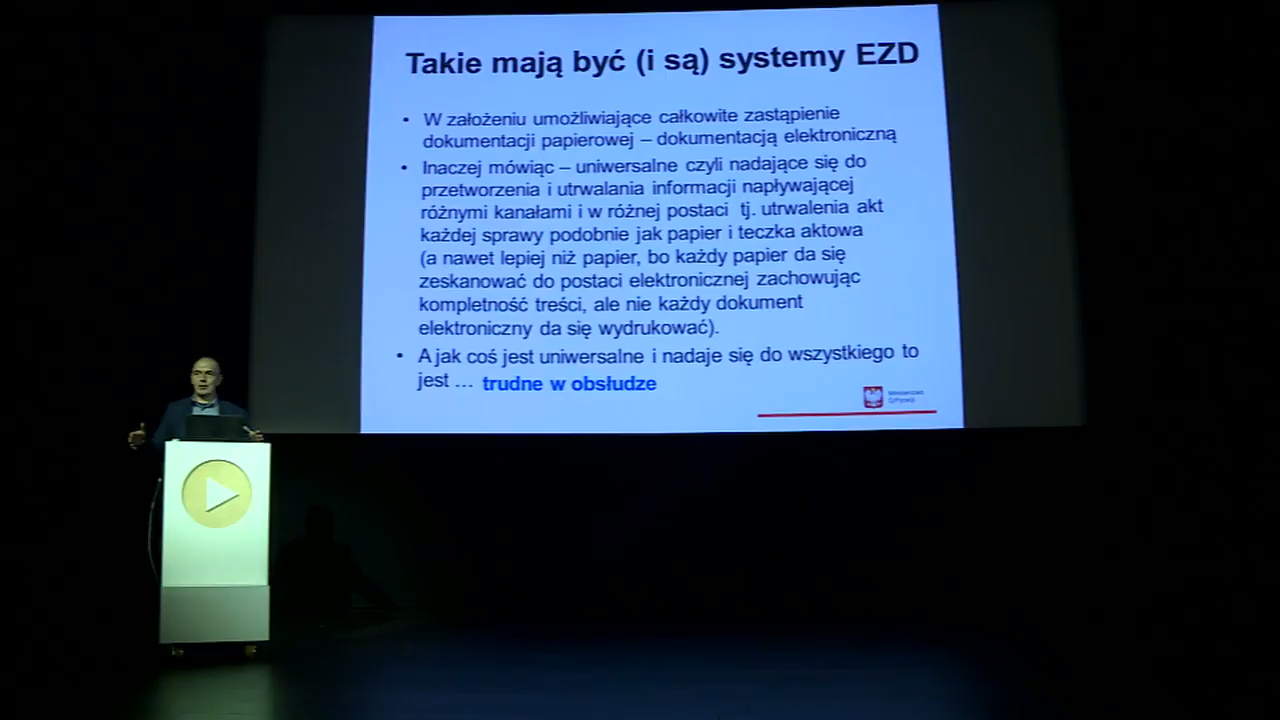 Takie mają być (i są) systemy EZD
• W założeniu umożliwiające całkowite zastąpienie
dokumentacji papierowej – dokumentacją elektroniczną
• Inaczej mówiąc – uniwersalne czyli nadające się do
przetworzenia i utrwalania informacji napływającej
różnymi kanałami i w różnej postaci tj. utrwalenia akt
każdej sprawy podobnie jak papier i teczka aktowa
(a nawet lepiej niż papier, bo każdy papier da się
zeskanować do postaci elektronicznej zachowując
kompletność treści, ale nie każdy dokument
elektroniczny da się wydrukować).
• A jak coś jest uniwersalne i nadaje się do wszystkiego to
jest … trudne w obsłudze
Ministerstwo
Cyfryzacji